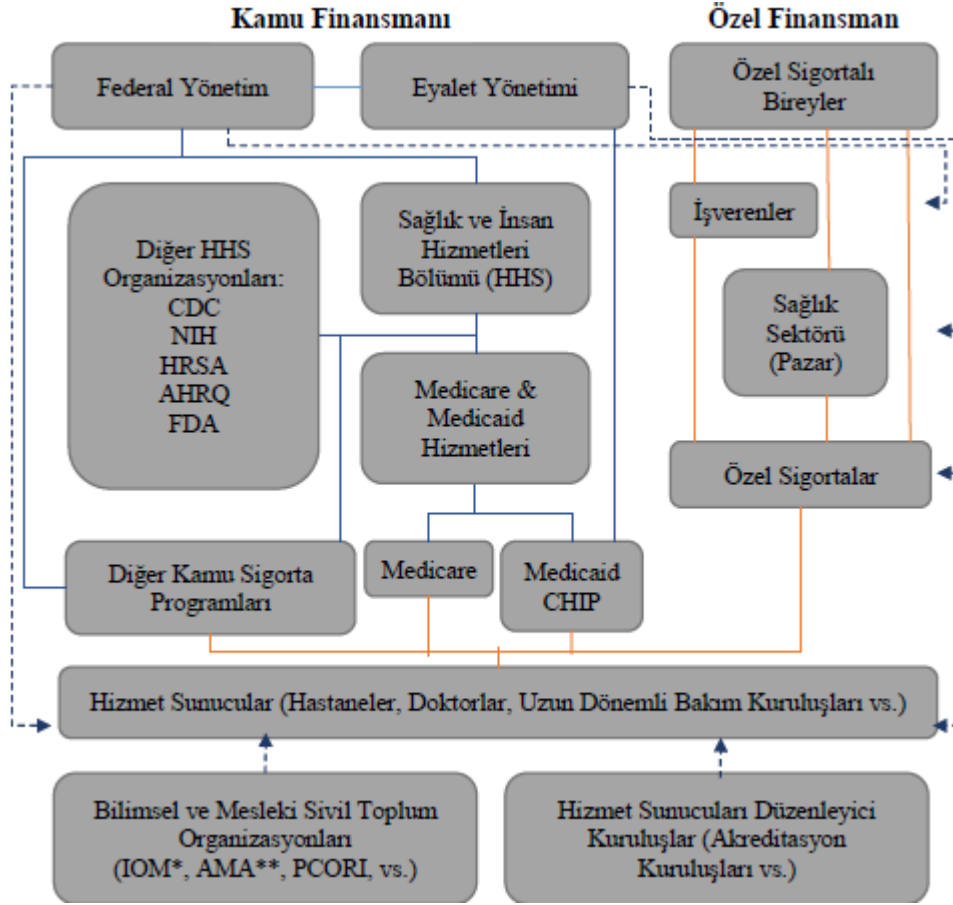 Kamu Finansmanı
Özel Finansman
Federal Yönetim
Eyalet Yönetimi
Özel Sigortalı
Bireyler
Diğer HHS
Organizasyonları:
CDC
NIH
HRSA
AHRQ
FDA
Sağlık ve İnsan
Hizmetleri
Bölümü (HHS)
İşverenler
Sağlık
Sektörü
(Pazar)
Medicare &
Medicaid
Hizmetleri
Özel Sigortalar
Diğer Kamu Sigorta
Programları
Medicare
Medicaid
CHIP
Hizmet Sunucular (Hastaneler, Doktorlar, Uzun Dönemli Bakım Kuruluşları vs.)
Bilimsel ve Mesleki Sivil Toplum
Organizasyonları
(IOM*, AMA**, PCORI, vs.)
Hizmet Sunucuları Düzenleyici
Kuruluşlar (Akreditasyon
Kuruluşları vs.)